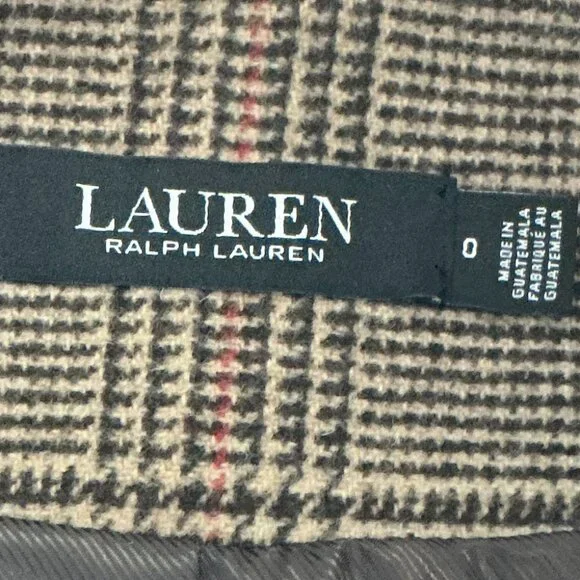 LAUREN
RALPH LAUREN
0
MADE IN
GUATEMALA
FABRIQUÉ AU
GUATEMALA